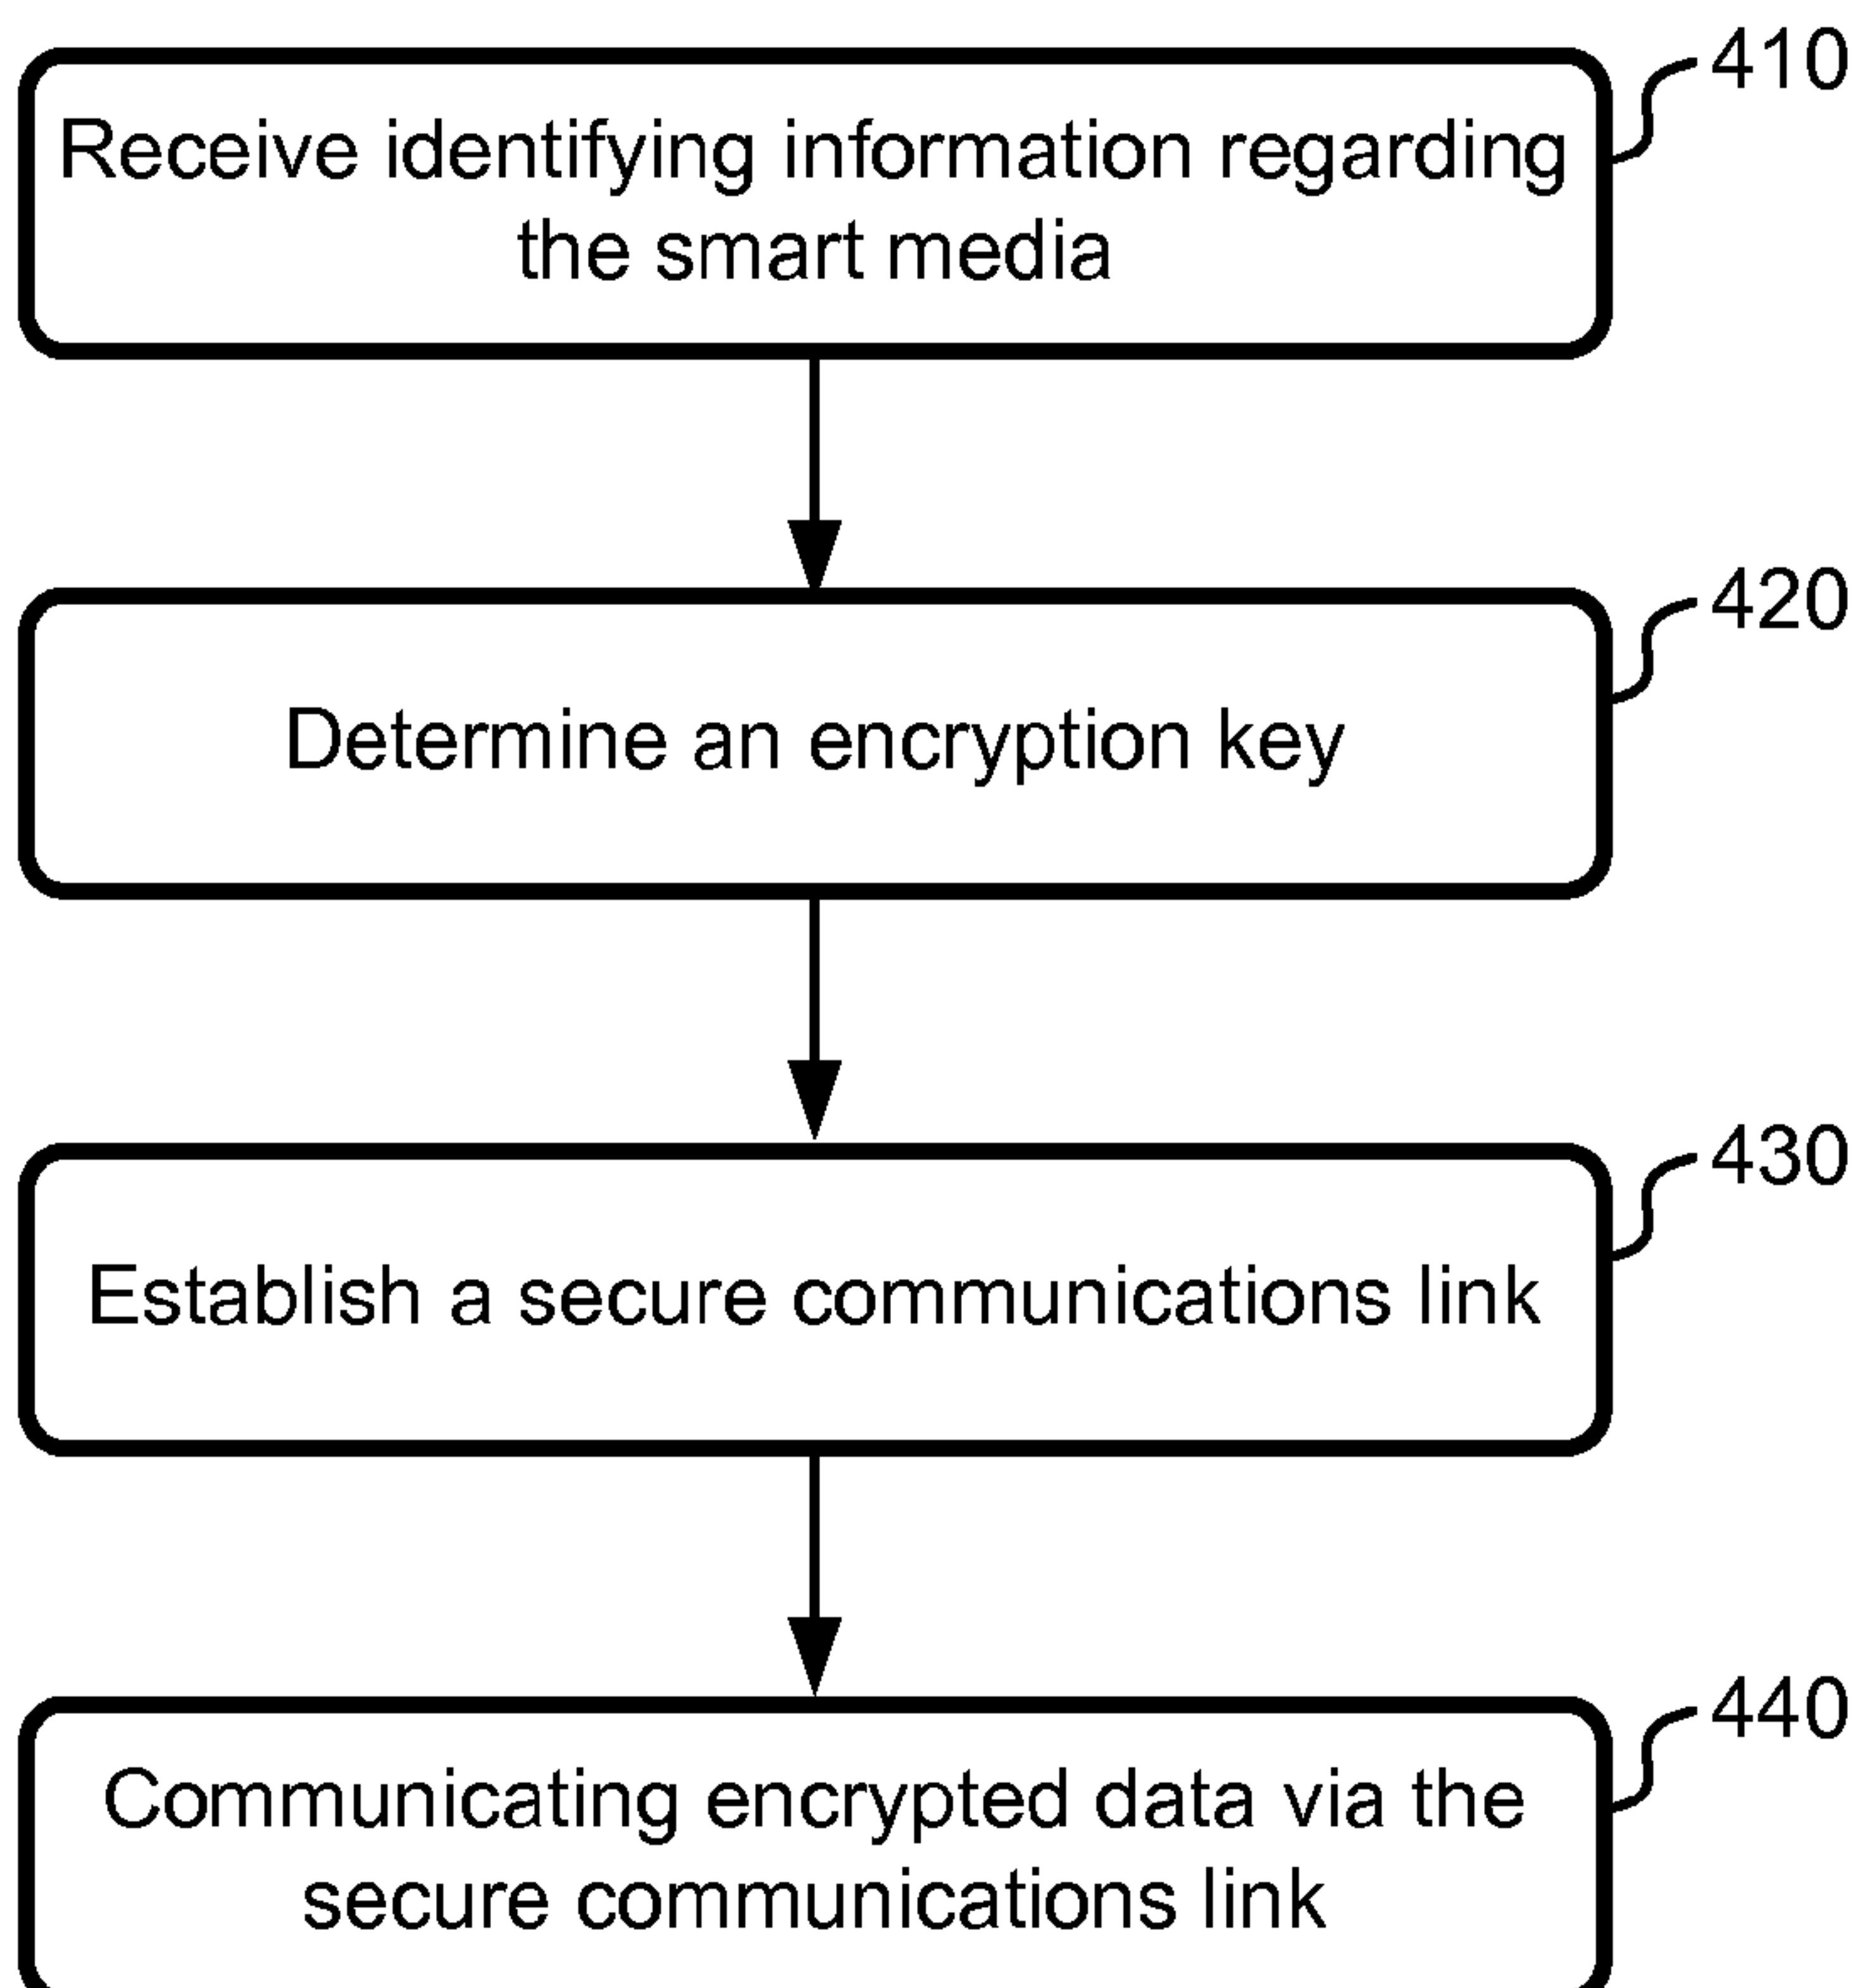 410
Receive identifying information regarding
the smart media
420
Determine an encryption key
430
Establish a secure communications link
440
Communicating encrypted data via the
secure communications link